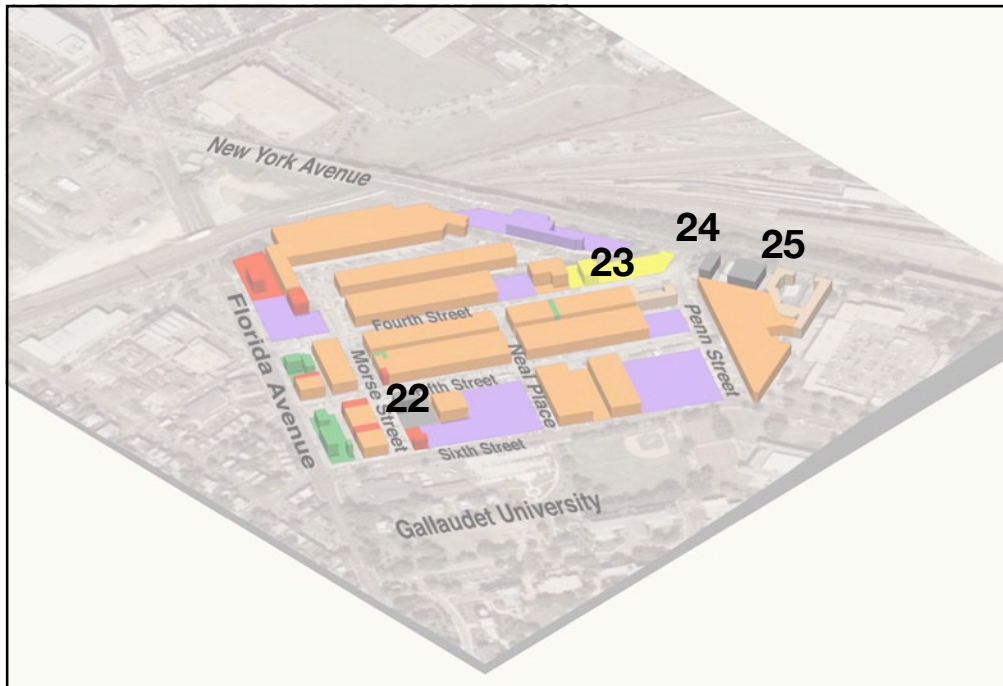 New York Avenue
24
25
23
Fourth Street
Florida Avenue
Morse Street
Neal Place
Penn Street
22
Street
Sixth Street
Gallaudet University